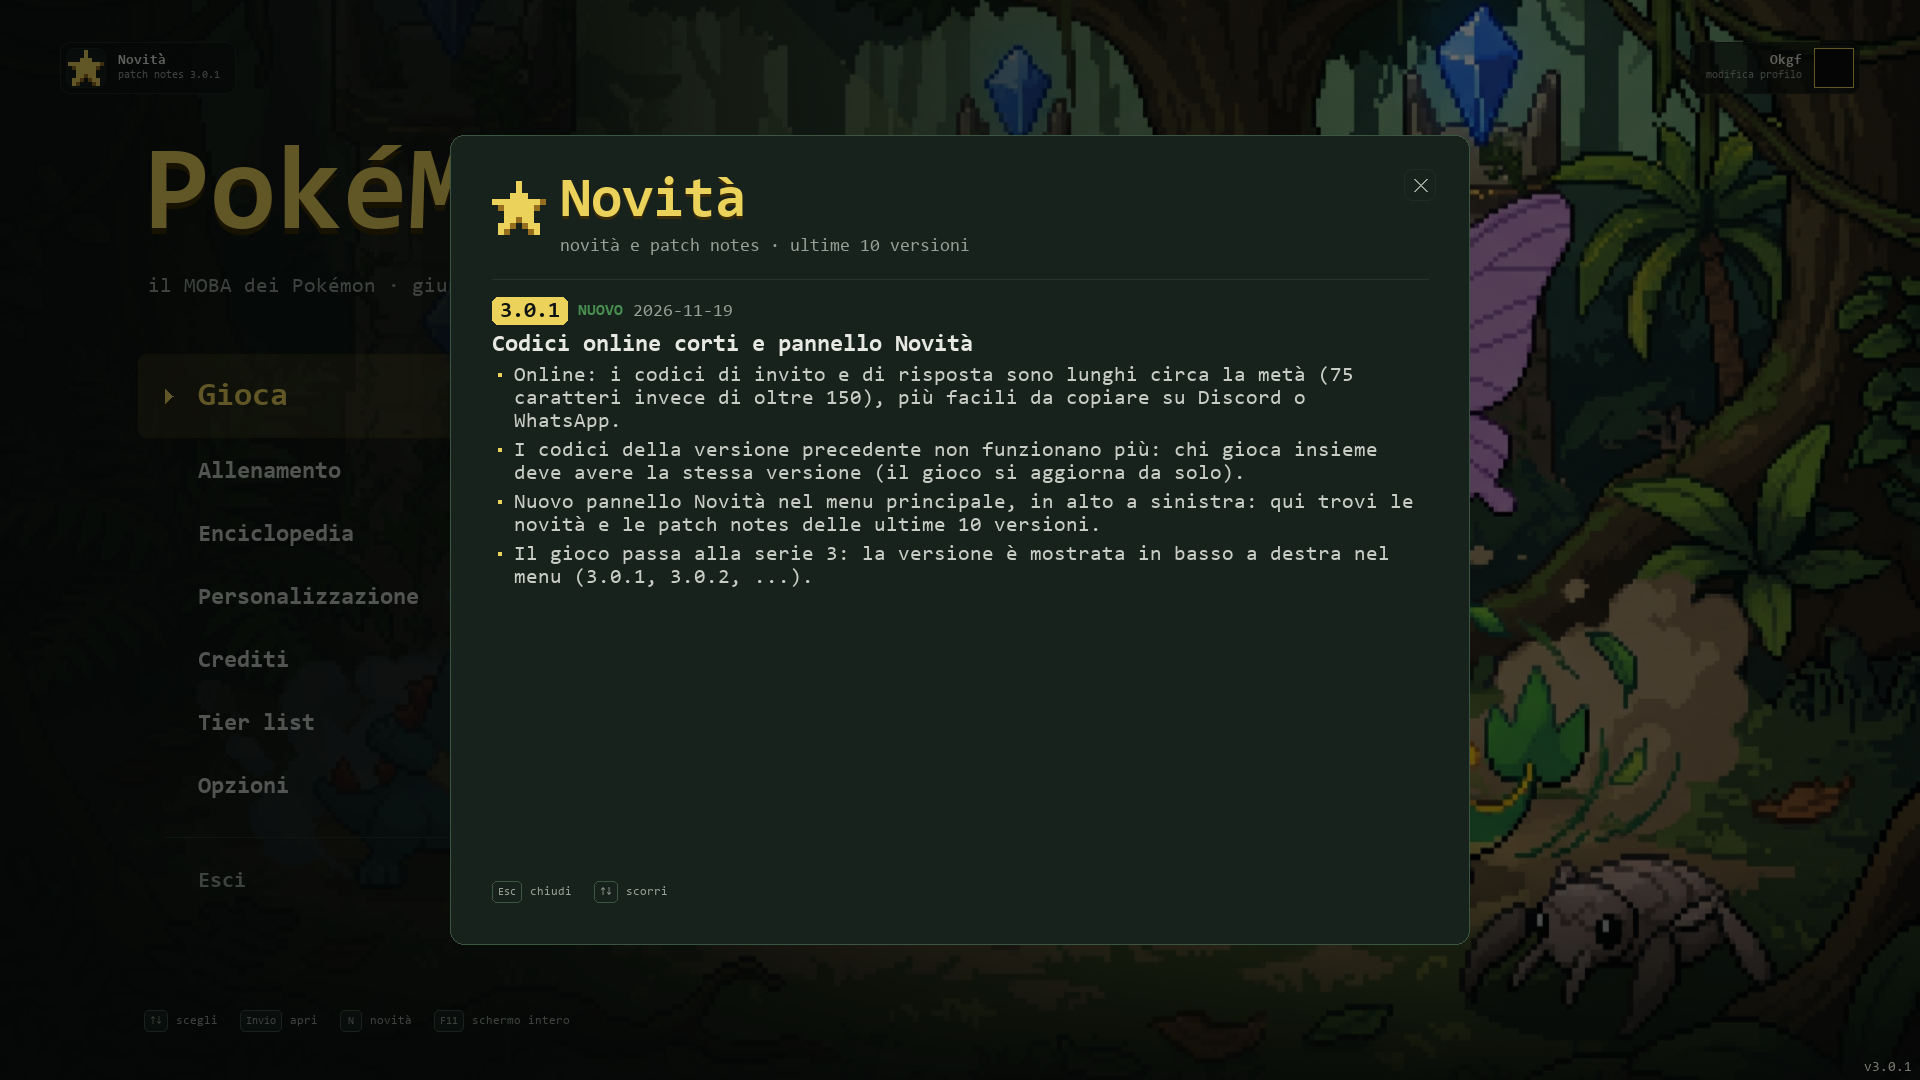 Novità
patch notes 3.0.1
Okgf
modifica profilo
PokéM
il MOBA dei Pokémon · giu
Gioca
Allenamento
Enciclopedia
Personalizzazione
Crediti
Tier list
Opzioni
Esci
Novità
novità e patch notes · ultime 10 versioni
3.0.1 NUOVO 2026-11-19
Codici online corti e pannello Novità
Online: i codici di invito e di risposta sono lunghi circa la metà (75
caratteri invece di oltre 150), più facili da copiare su Discord o
WhatsApp.
I codici della versione precedente non funzionano più: chi gioca insieme
deve avere la stessa versione (il gioco si aggiorna da solo).
Nuovo pannello Novità nel menu principale, in alto a sinistra: qui trovi le
novità e le patch notes delle ultime 10 versioni.
Il gioco passa alla serie 3: la versione è mostrata in basso a destra nel
menu (3.0.1, 3.0.2, ...).
Esc chiudi ↑↓ scorri
↑↓ scegli Invio apri N novità F11 schermo intero
v3.0.1